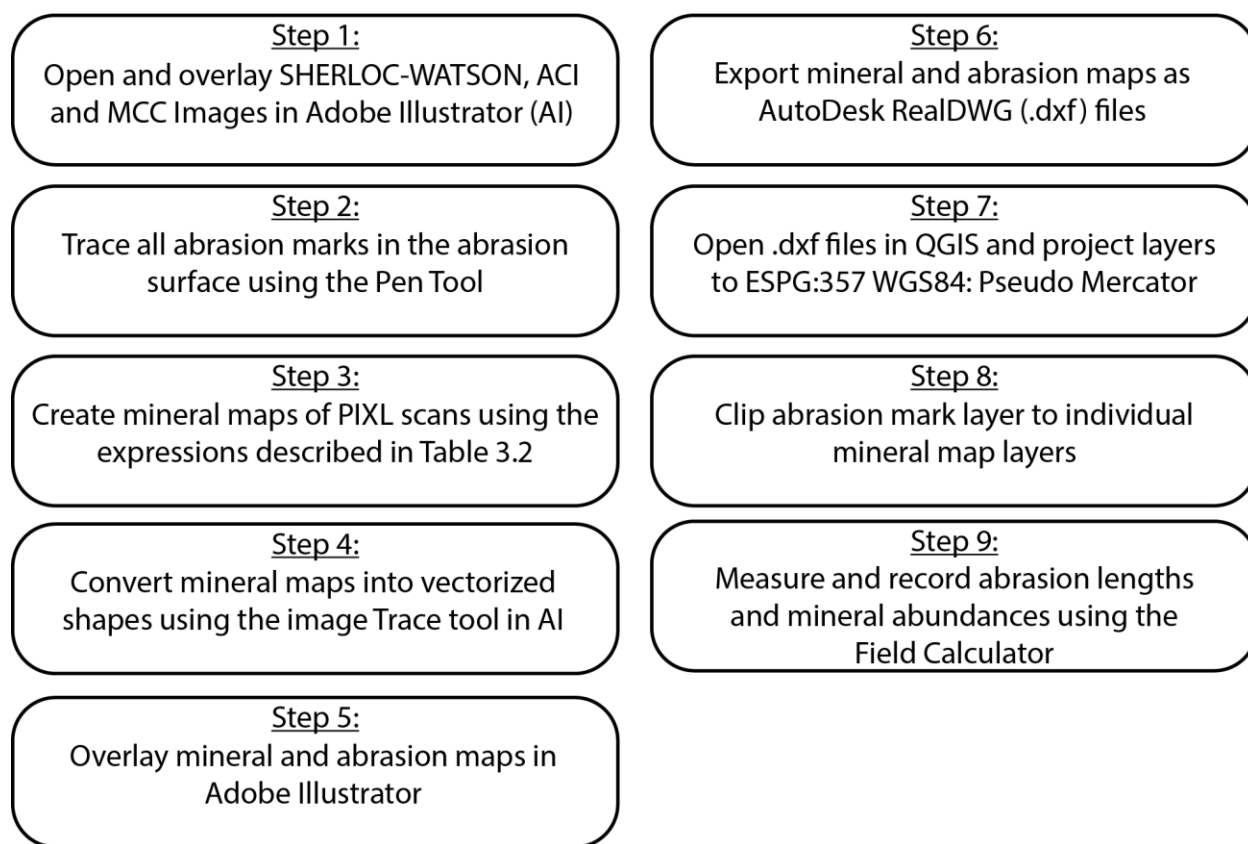 Step 1:
Open and overlay SHERLOC-WATSON, ACI
and MCC Images in Adobe Illustrator (AI)
Step 2:
Trace all abrasion marks in the abrasion
surface using the Pen Tool
Step 3:
Create mineral maps of PIXL scans using the
expressions described in Table 3.2
Step 4:
Convert mineral maps into vectorized
shapes using the image Trace tool in AI
Step 5:
Overlay mineral and abrasion maps in
Adobe Illustrator
Step 6:
Export mineral and abrasion maps as
AutoDesk RealDWG (.dxf) files
Step 7:
Open .dxf files in QGIS and project layers
to ESPG:357 WGS84: Pseudo Mercator
Step 8:
Clip abrasion mark layer to individual
mineral map layers
Step 9:
Measure and record abrasion lengths
and mineral abundances using the
Field Calculator